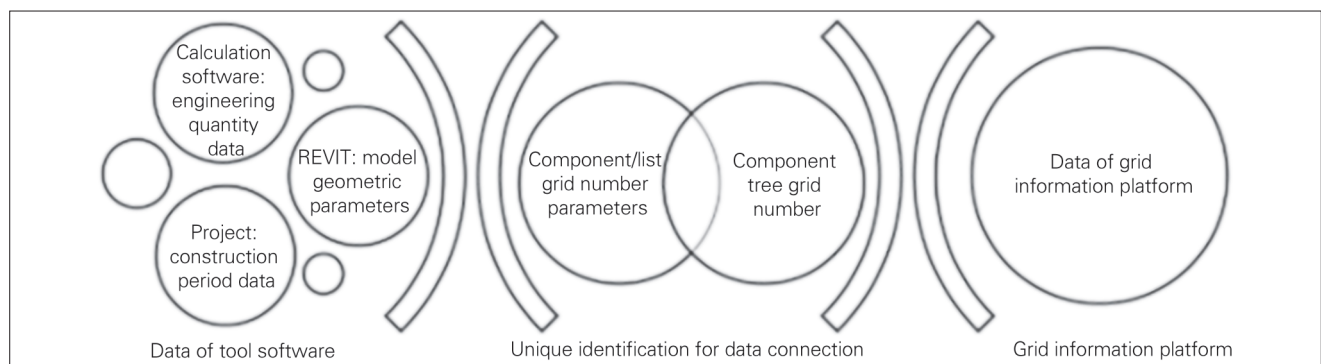 Calculation
software:
engineering
quantity
data
REVIT: model
geometric
parameters
Project:
construction
period data
Data of tool software
Component/list
grid number
parameters
Component
tree grid
number
Unique identification for data connection
Data of grid
information platform
Grid information platform